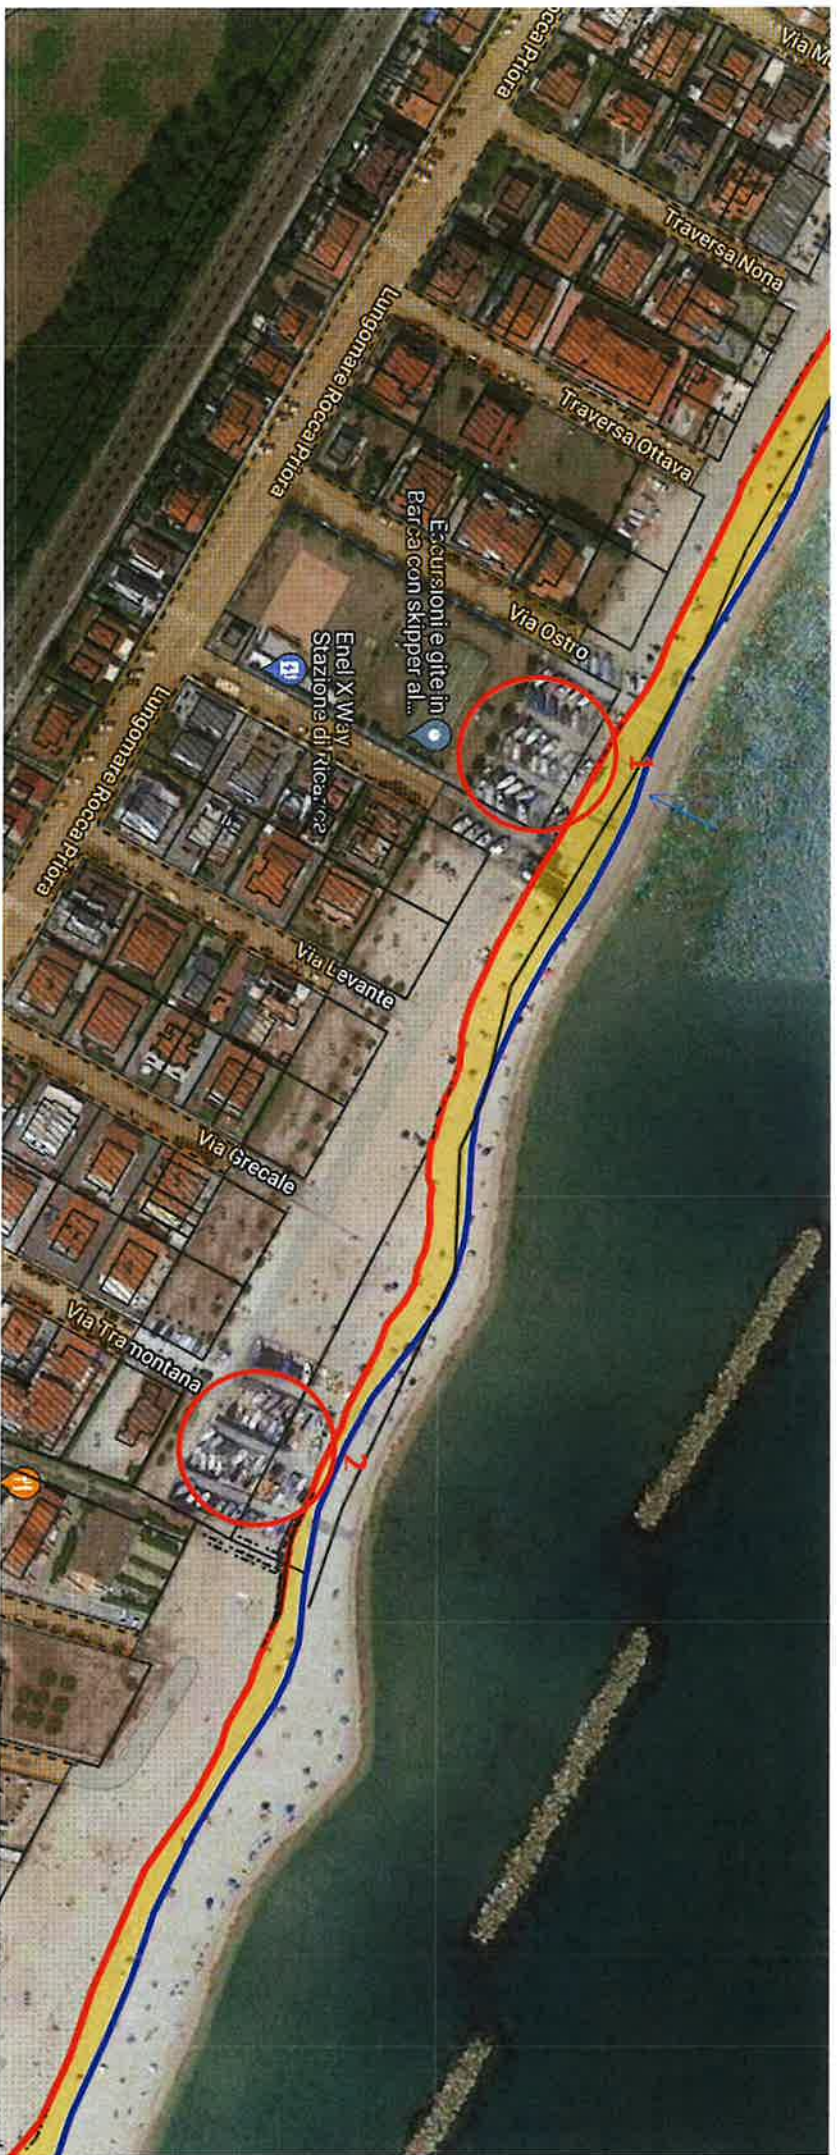 Via M
occa Priora
Traversa Nona
Lungomare Rocca Priora
Traversa Ottava
Escursioni e gite in
Barca con skipper al...
Via Ostro
Enel X Way
Stazione di Ricarica
1
Lungomare Rocca Priora
Via Levante
Via Grecale
Via Tramontana
2